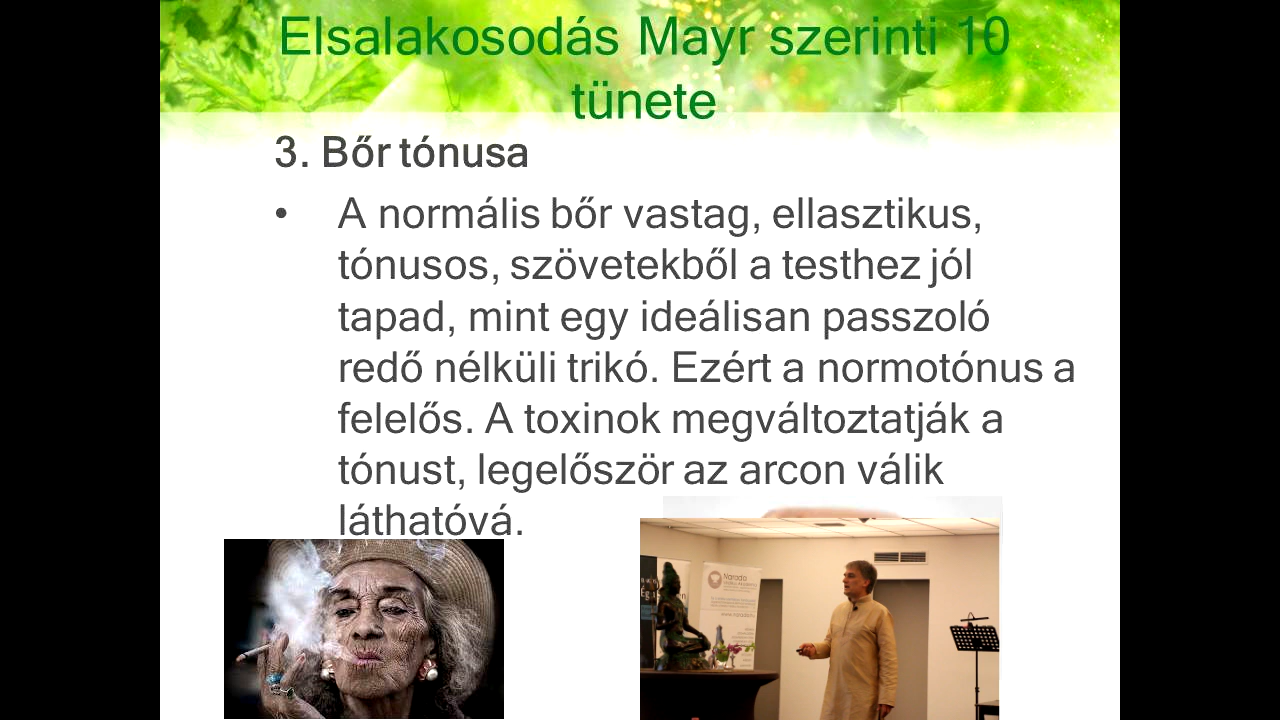 Elsalakosodás Mayr szerinti 10
tünete
3. Bőr tónusa
• A normális bőr vastag, ellasztikus,
tónusos, szövetekből a testhez jól
tapad, mint egy ideálisan passzoló
redő nélküli trikó. Ezért a normotónus a
felelős. A toxinok megváltoztatják a
tónust, legelőször az arcon válik
láthatóvá.
Narada